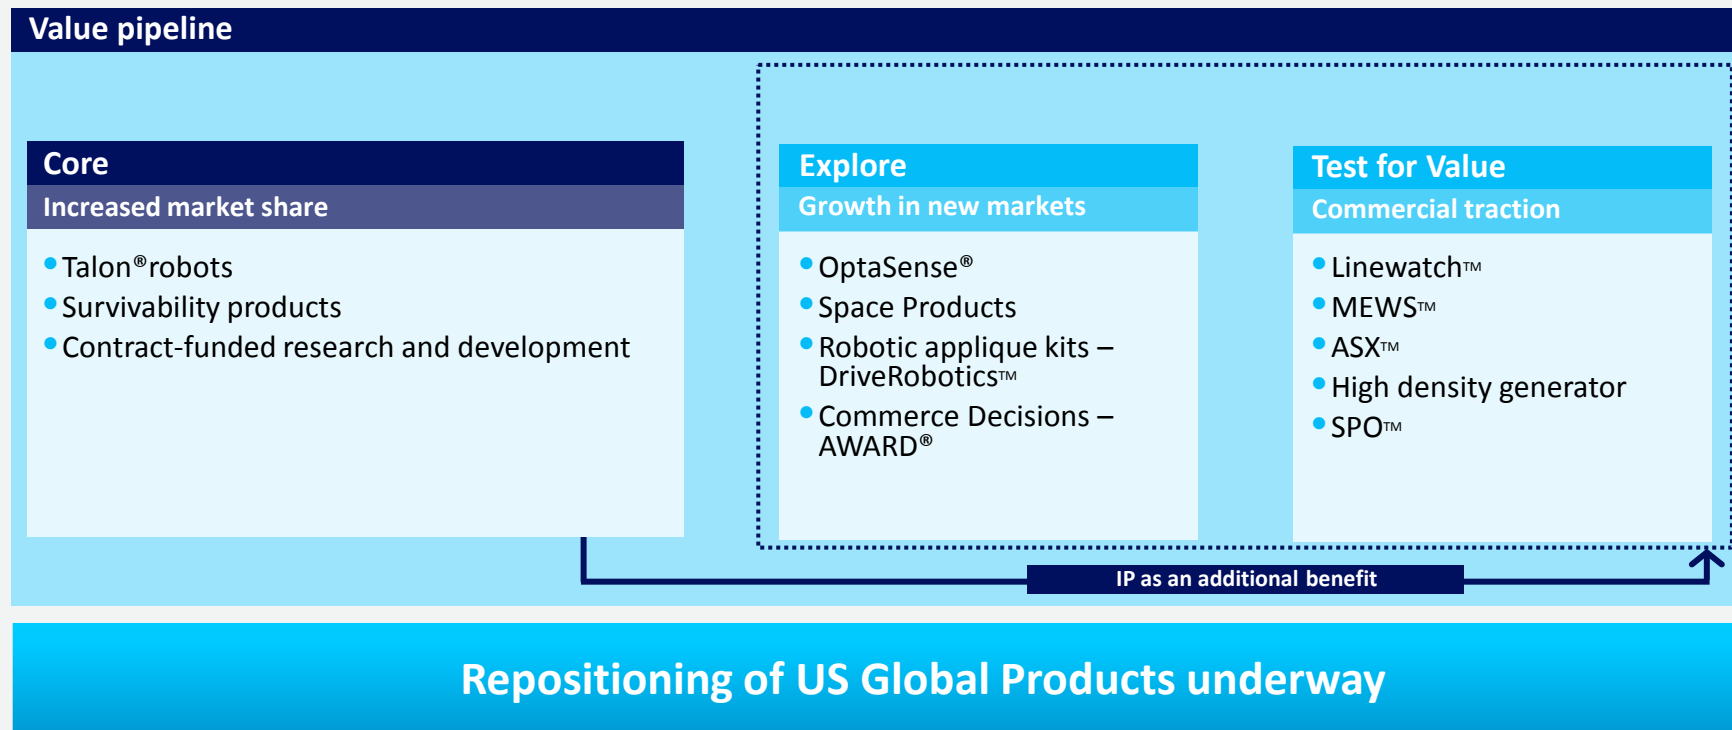 Value pipeline
Core
Increased market share
• Talon® robots
• Survivability products
• Contract-funded research and development
Explore
Growth in new markets
• OptaSense®
• Space Products
• Robotic applique kits –
DriveRobotics™
• Commerce Decisions –
AWARD®
Test for Value
Commercial traction
• Linewatch™
• MEWS™
• ASX™
• High density generator
• SPO™
IP as an additional benefit
Repositioning of US Global Products underway